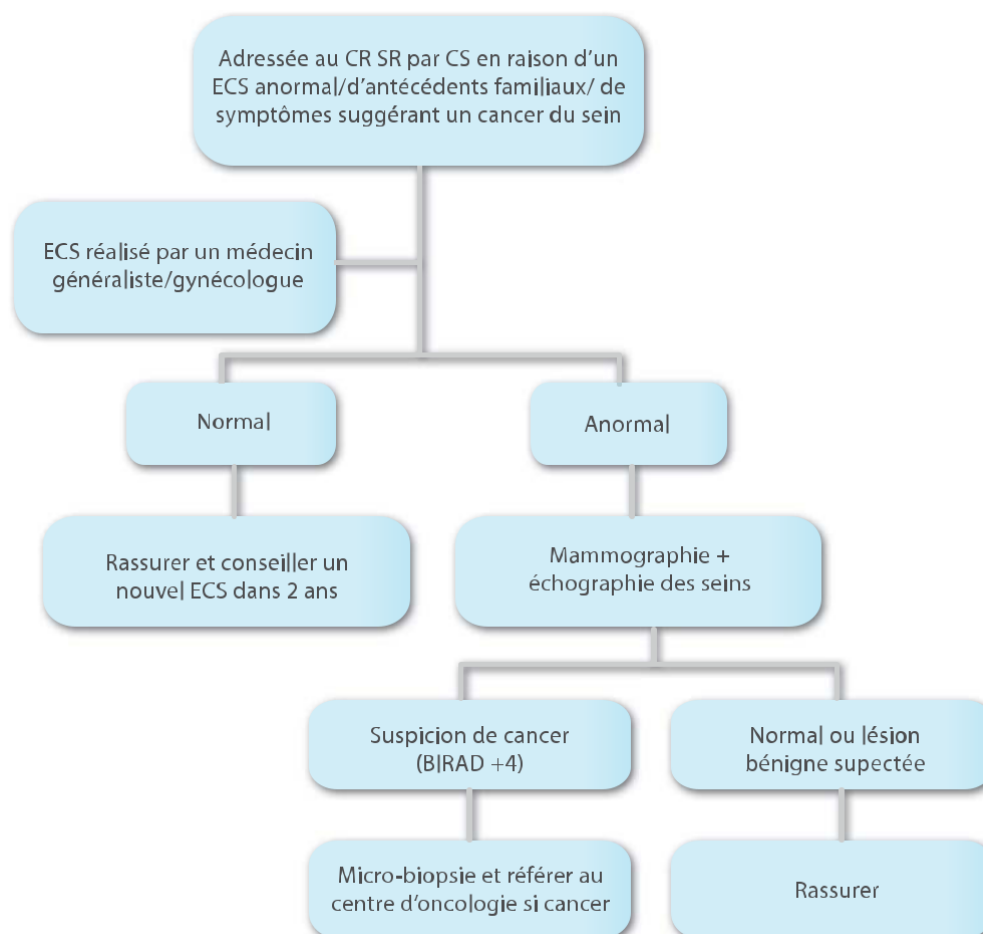 Adressée au CR SR par CS en raison d'un
ECS anormal/d'antécédents familiaux/ de
symptômes suggérant un cancer du sein
ECS réalisé par un médecin
généraliste/gynécologue
Normal
Anormal
Rassurer et conseiller un
nouvel ECS dans 2 ans
Mammographie +
échographie des seins
Suspicion de cancer
(BIRAD +4)
Normal ou lésion
bénigne supectée
Micro-biopsie et référer au
centre d'oncologie si cancer
Rassurer